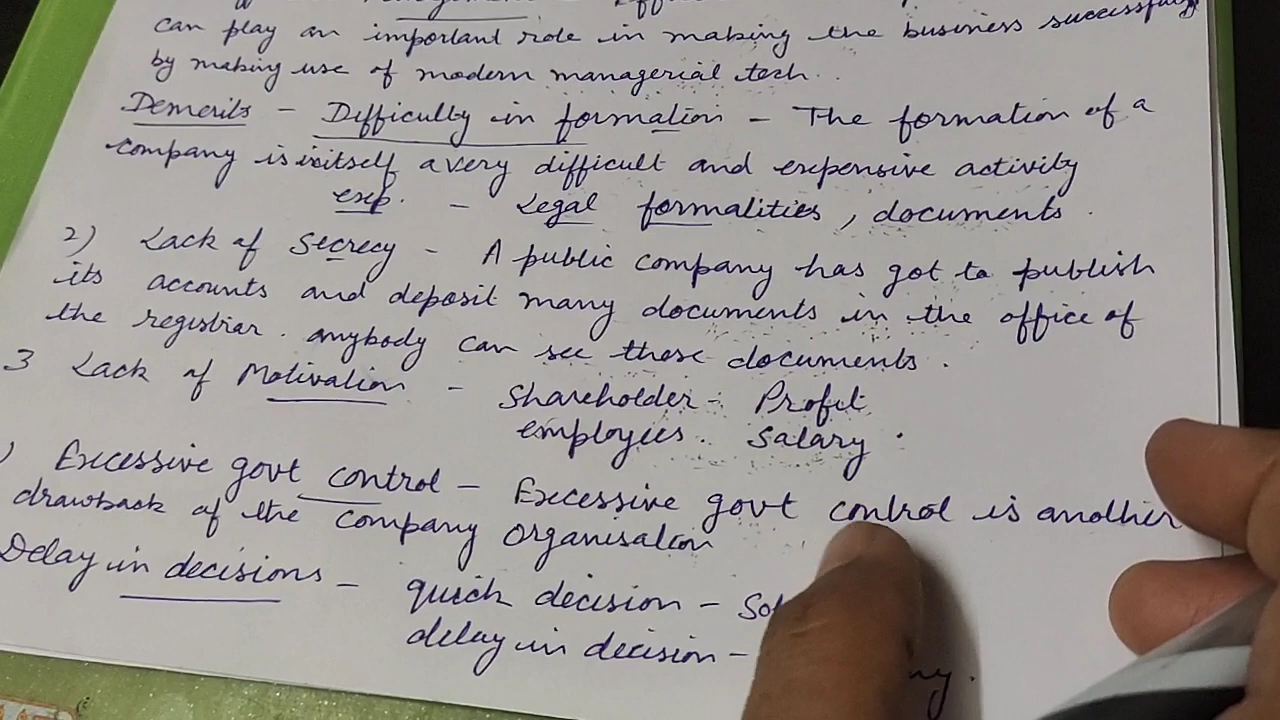 can play an important role in making the business successfully
by making use of modern managerial tech..
Demerits - Difficulty in formation - The formation of a
company is initself a very difficult and expensive activity
exp. - Legal formalities, documents.
2) Lack of Secrecy - A public company has got to publish
its accounts and deposit many documents in the office of
the registrar. anybody can see these documents.
3 Lack of Motivation - Shareholder - Profit
employees. Salary.
) Excessive govt control - Excessive govt control is another
drawback of the company organisation
Delay in decisions - quick decision -
delay in decision -